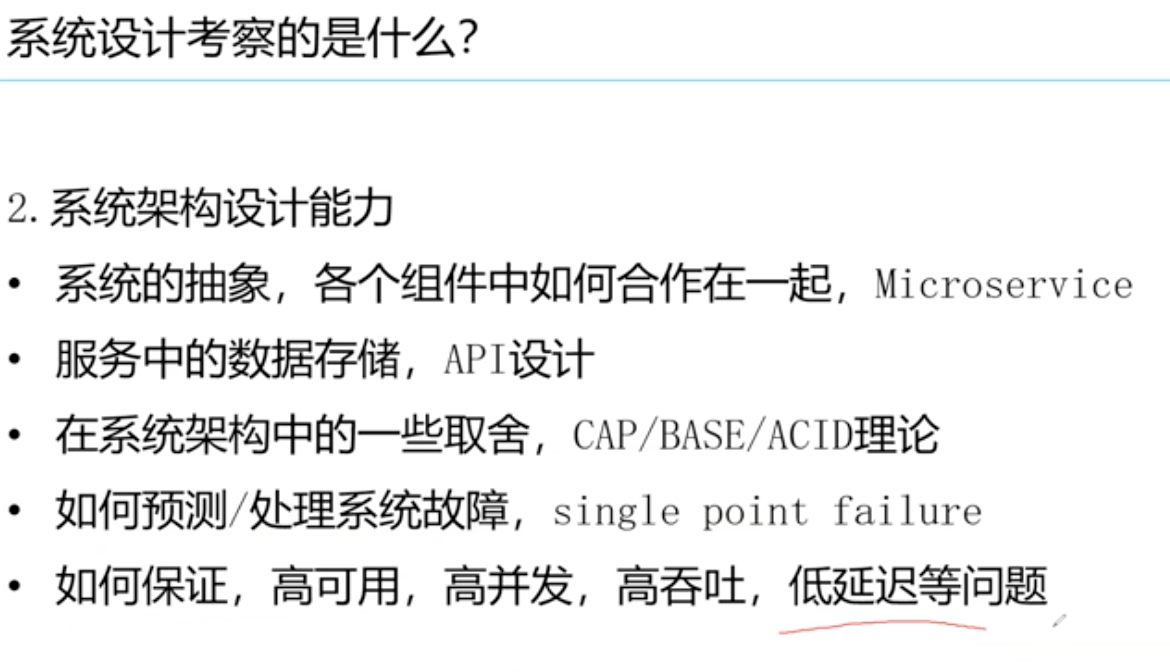 系统设计考察的是什么?
2. 系统架构设计能力
• 系统的抽象，各个组件中如何合作在一起，Microservice
• 服务中的数据存储，API设计
• 在系统架构中的一些取舍，CAP/BASE/ACID理论
• 如何预测/处理系统故障，single point failure
• 如何保证，高可用，高并发，高吞吐，低延迟等问题